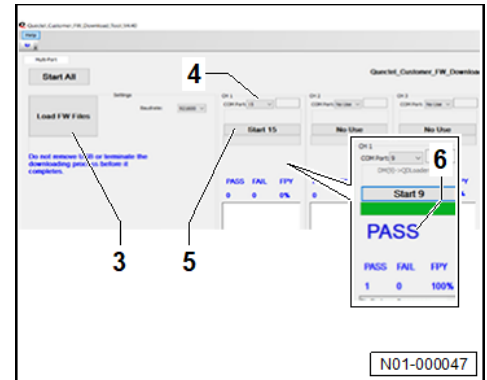 Quectel_Customer_FW_Download_Tool_V4.40
Help
All
Multi-Port
Start All
Load FW Files
Settings
Baudrate:
Do not remove USB or terminate the
downloading process before it
completes.
Quectel_Customer_FW_Downloa
CH 1
COM Port: 15
Start 15
PASS FAIL FPY
0 0 0%
CH 2
COM Port: No Use
No Use
CH 3
COM Port: No Use
No Use
CH 1
COM Port: 9
Start 9
PASS
PASS FAIL FPY
1 0 100%
3
4
5
6
N01-000047